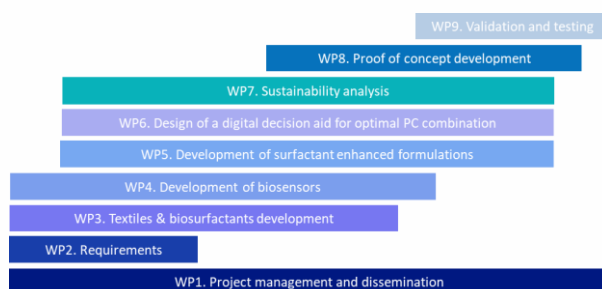 WP9. Validation and testing
WP8. Proof of concept development
WP7. Sustainability analysis
WP6. Design of a digital decision aid for optimal PC combination
WP5. Development of surfactant enhanced formulations
WP4. Development of biosensors
WP3. Textiles & biosurfactants development
WP2. Requirements
WP1. Project management and dissemination